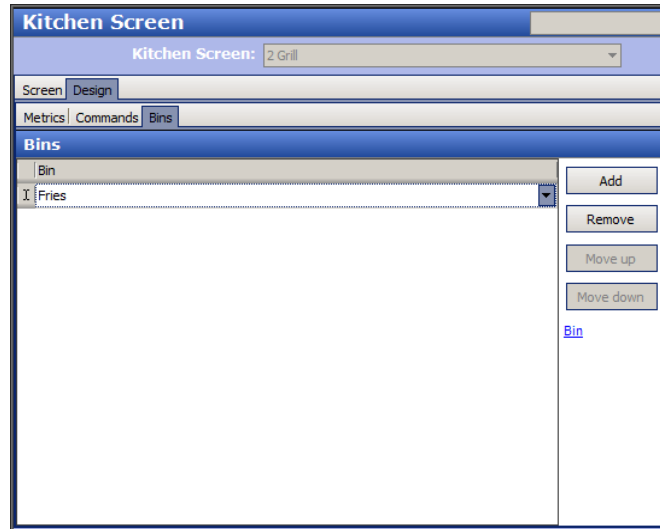 Kitchen Screen
Kitchen Screen: 2 Grill
Screen Design
Metrics Commands Bins
Bins
Bin
Fries
Add
Remove
Move up
Move down
Bin